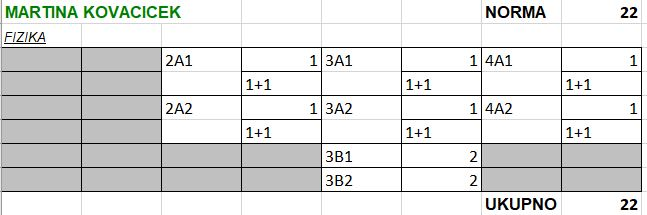 MARTINA KOVACICEK NORMA 22
FIZIKA
2A1 1 3A1 1 4A1 1
1+1 1+1 1+1
2A2 1 3A2 1 4A2 1
1+1 1+1 1+1
3B1 2
3B2 2
UKUPNO 22